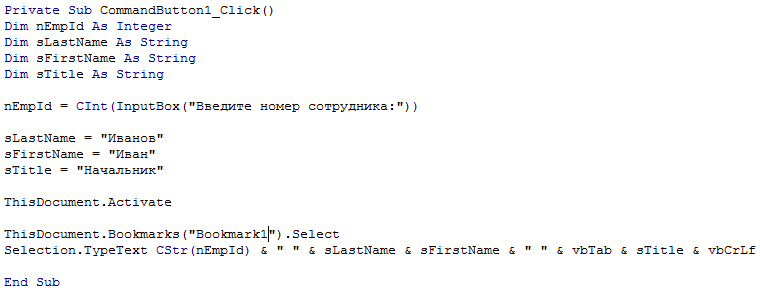 Private Sub CommandButton1_Click()
Dim nEmpId As Integer
Dim sLastName As String
Dim sFirstName As String
Dim sTitle As String
nEmpId = CInt(InputBox("Введите номер сотрудника:"))
sLastName = "Иванов"
sFirstName = "Иван"
sTitle = "Начальник"
ThisDocument.Activate
ThisDocument.Bookmarks("Bookmark1").Select
Selection.TypeText CStr(nEmpId) & " " & sLastName & sFirstName & " " & vbTab & sTitle & vbCrLf
End Sub